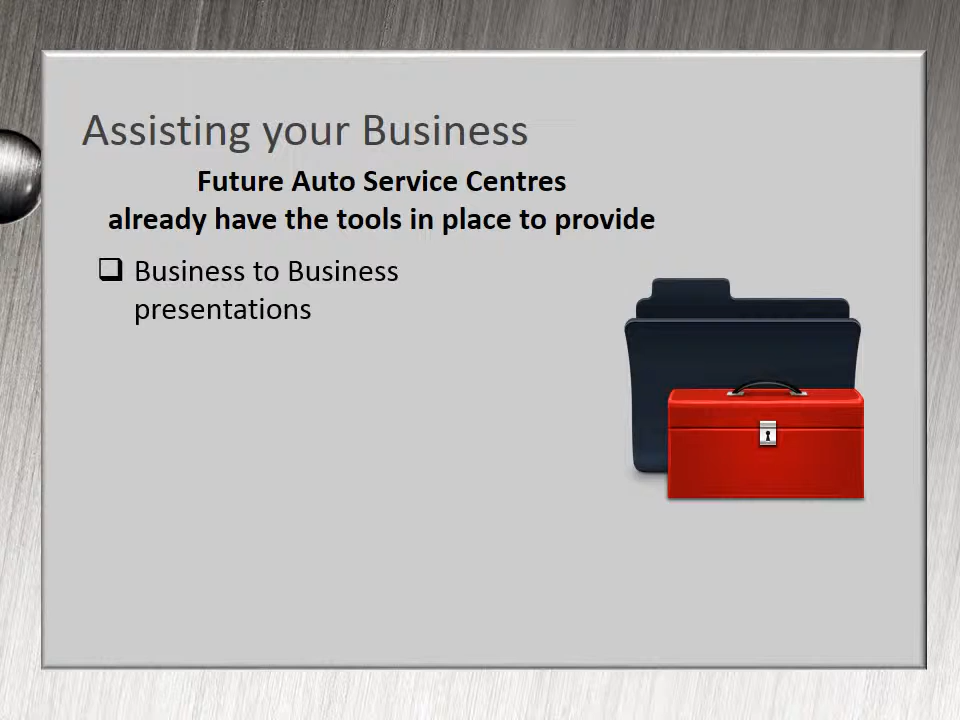 Assisting your Business
Future Auto Service Centres
already have the tools in place to provide
❑ Business to Business
presentations